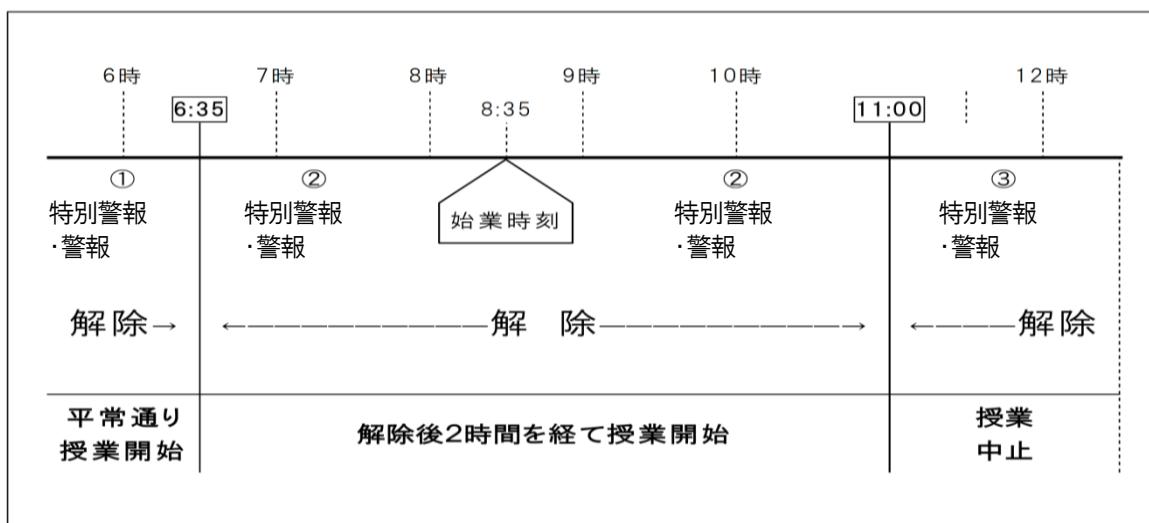 6時 7時 8時 9時 10時 12時
6:35 8:35 11:00
① ② ② ③
特別警報 特別警報 始業時刻 特別警報 特別警報
・警報 ・警報 ・警報 ・警報
解除→ ←――――――――――解 除――――――――――→ ←―――――解除
平常通り
授業開始
解除後2時間を経て授業開始
授業
中止